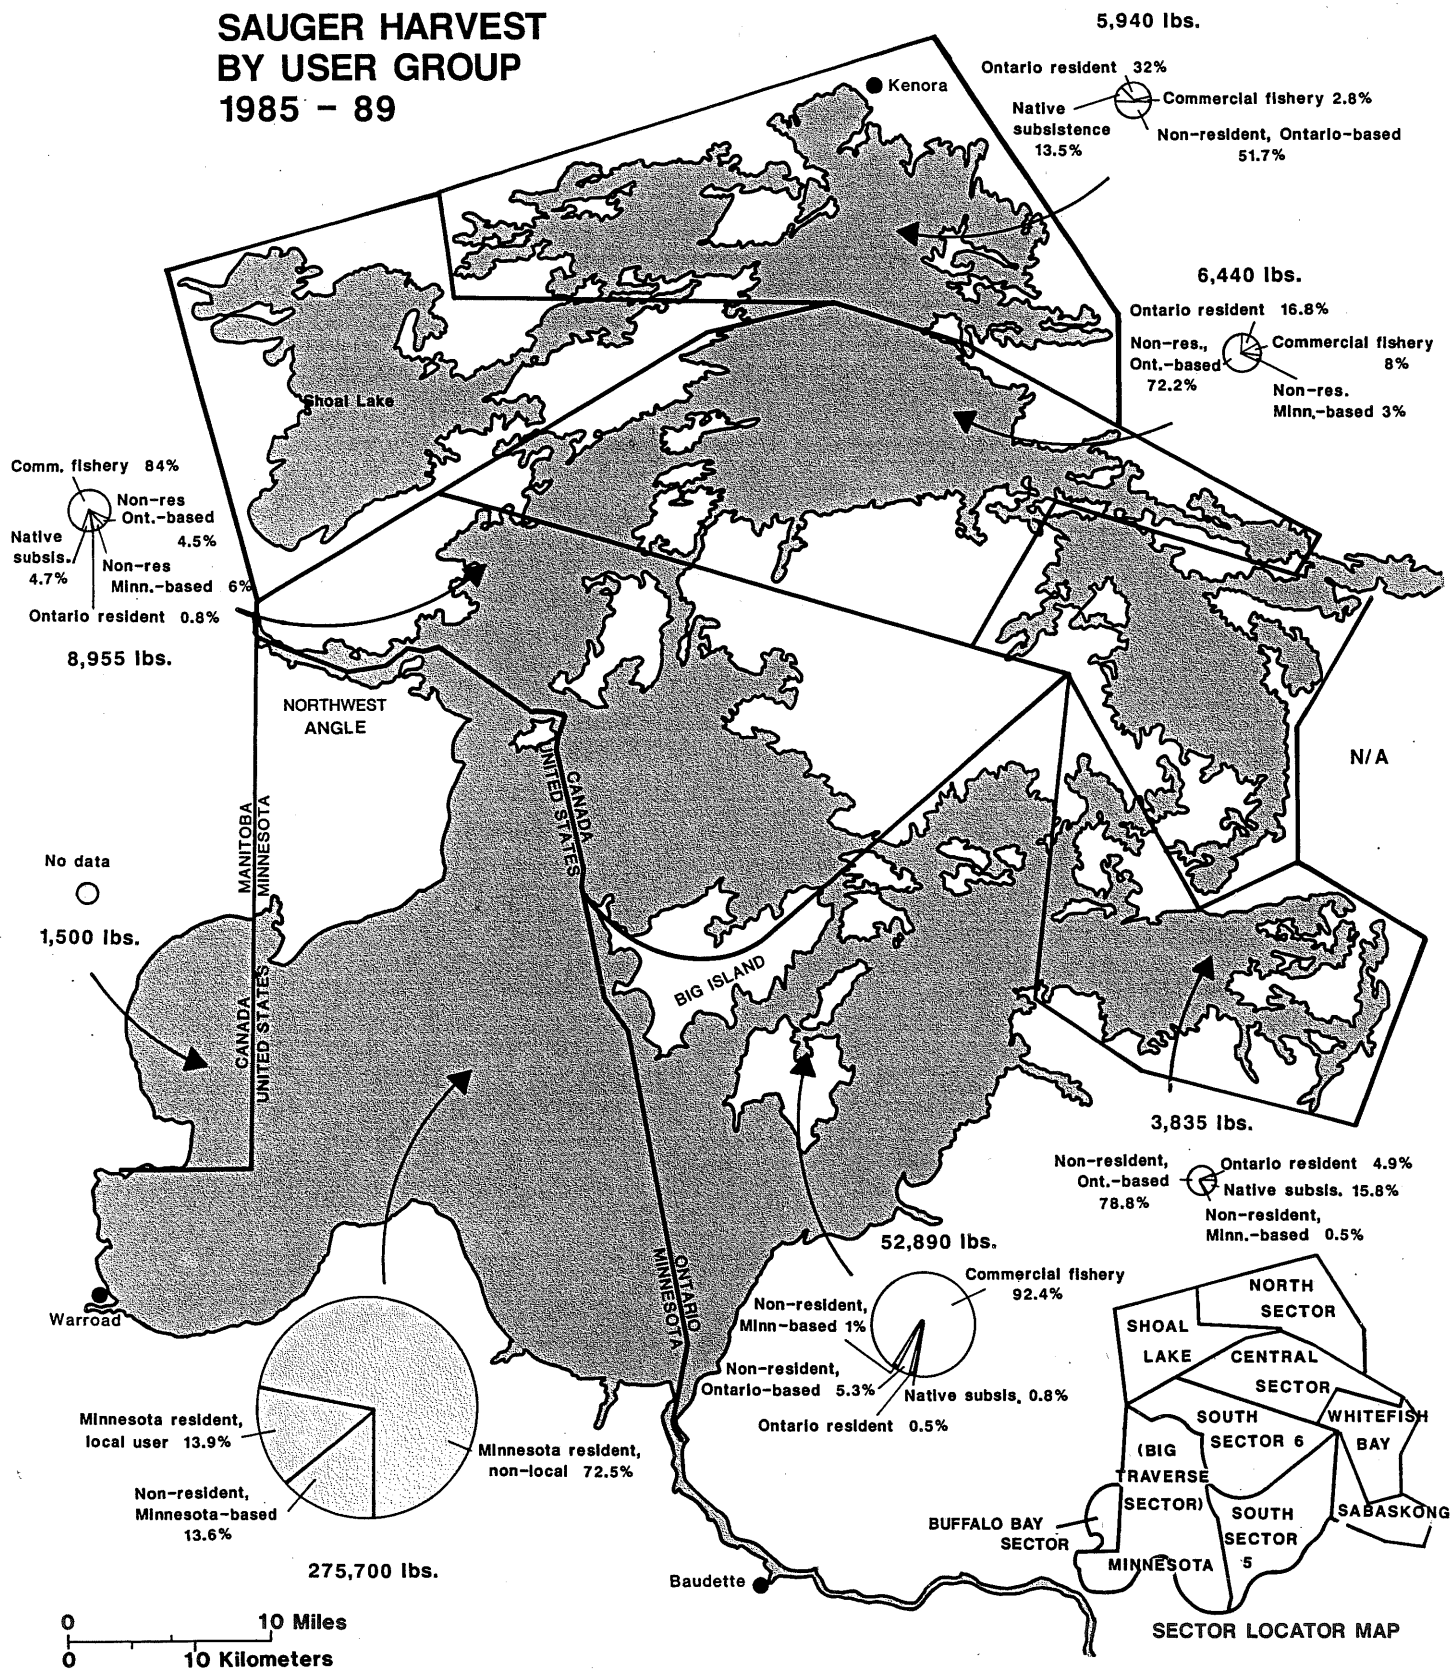 SAUGER HARVEST
BY USER GROUP
1985 - 89
5,940 lbs.
Ontario resident 32%
Commercial fishery 2.8%
Native
subsistence
13.5%
Non-resident, Ontario-based
51.7%
Kenora
6,440 lbs.
Ontario resident 16.8%
Non-res.,
Ont.-based
72.2%
Commercial fishery
8%
Non-res.
Minn.-based 3%
Shoal Lake
Comm. fishery 84%
Non-res
Ont.-based
4.5%
Native
subsis.
4.7%
Non-res
Minn.-based 6%
Ontario resident 0.8%
8,955 lbs.
NORTHWEST
ANGLE
CANADA
UNITED STATES
N/A
MANITOBA
MINNESOTA
No data
1,500 lbs.
CANADA
UNITED STATES
BIG ISLAND
3,835 lbs.
Non-resident,
Ont.-based
78.8%
Ontario resident 4.9%
Native subsis. 15.8%
Non-resident,
Minn.-based 0.5%
ONTARIO
MINNESOTA
52,890 lbs.
Commercial fishery
92.4%
Non-resident,
Minn-based 1%
Non-resident,
Ontario-based 5.3%
Native subsis. 0.8%
Ontario resident 0.5%
Warroad
Minnesota resident,
local user 13.9%
Minnesota resident,
non-local 72.5%
Non-resident,
Minnesota-based
13.6%
275,700 lbs.
Baudette
NORTH
SECTOR
SHOAL
LAKE
CENTRAL
SECTOR
SOUTH
SECTOR 6
WHITEFISH
BAY
(BIG
TRAVERSE
SECTOR)
SOUTH
SECTOR
5
SABASKONG
BUFFALO BAY
SECTOR
MINNESOTA
SECTOR LOCATOR MAP
0 10 Miles
0 10 Kilometers